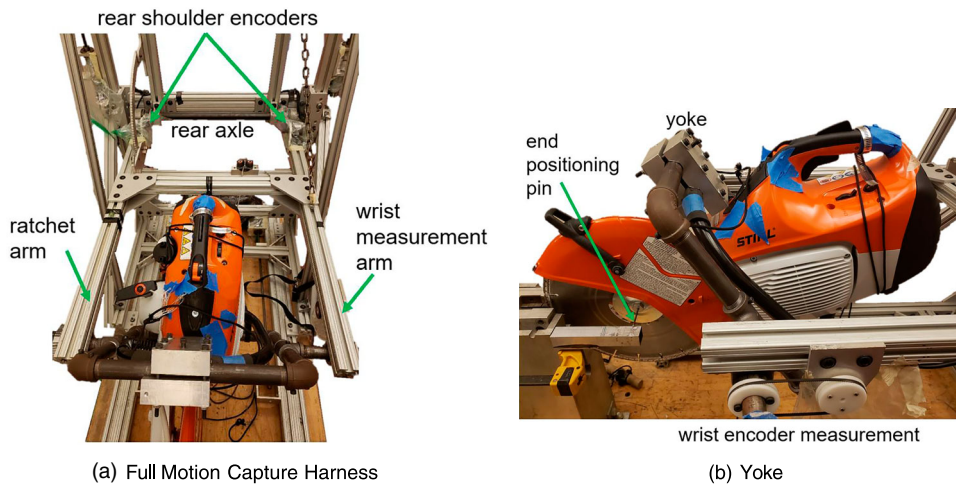 rear shoulder encoders
rear axle
ratchet
arm
wrist
measurement
arm
(a) Full Motion Capture Harness
yoke
end
positioning
pin
STIHL
wrist encoder measurement
(b) Yoke